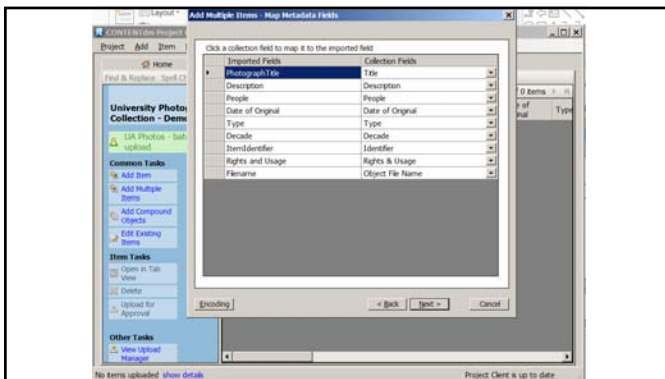 Layout
Add Multiple Items - Map Metadata Fields
CONTENTdm Project
Project Add Item
Home
Find & Replace Spell Ch
Click a collection field to map it to the imported field
Imported Fields Collection Fields
PhotographTitle Title
Description Description
People People
Date of Original Date of Original
Type Type
Decade Decade
ItemIdentifier Identifier
Rights and Usage Rights & Usage
Filename Object File Name
0 items
Type
University Photo
Collection - Demo
UA Photos - bat
upload
Common Tasks
Add Item
Add Multiple
Items
Add Compound
Objects
Edit Existing
Items
Item Tasks
Open in Tab
View
Delete
Upload for
Approval
Other Tasks
View Upload
Manager
Encoding < Back Next > Cancel
No items uploaded show details Project Client is up to date